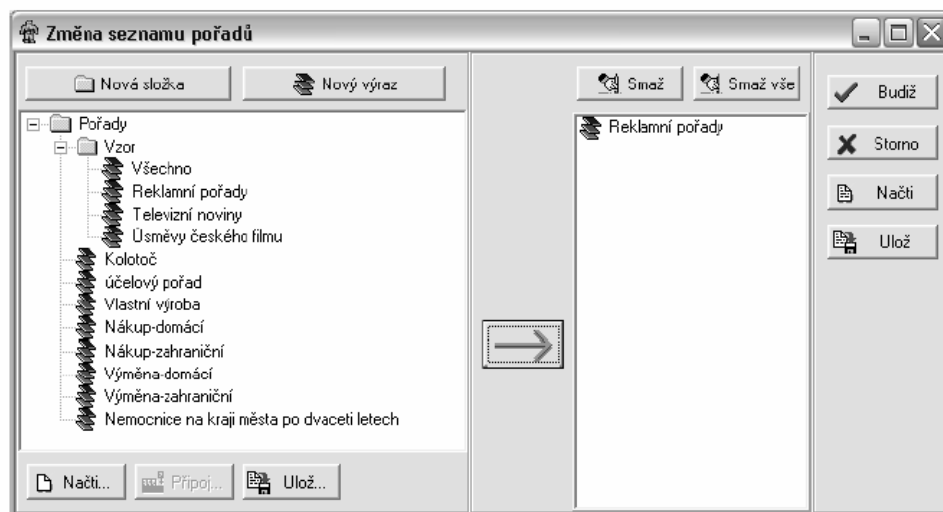 Změna seznamu pořadů
Nová složka
Nový výraz
Pořady
Vzor
Všechno
Reklamní pořady
Televizní noviny
Úsměvy českého filmu
Kolotoč
účelový pořad
Vlastní výroba
Nákup-domácí
Nákup-zahraniční
Výměna-domácí
Výměna-zahraniční
Nemocnice na kraji města po dvaceti letech
Načti...
Připoj...
Ulož...
Smaž
Smaž vše
Reklamní pořady
Budiž
Storno
Načti
Ulož